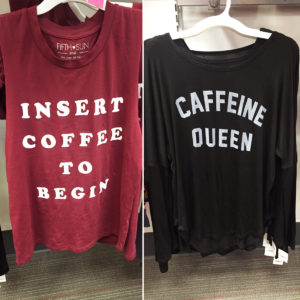 FIFTH SUN
INSERT
COFFEE
TO
BEGIN
CAFFEINE
QUEEN